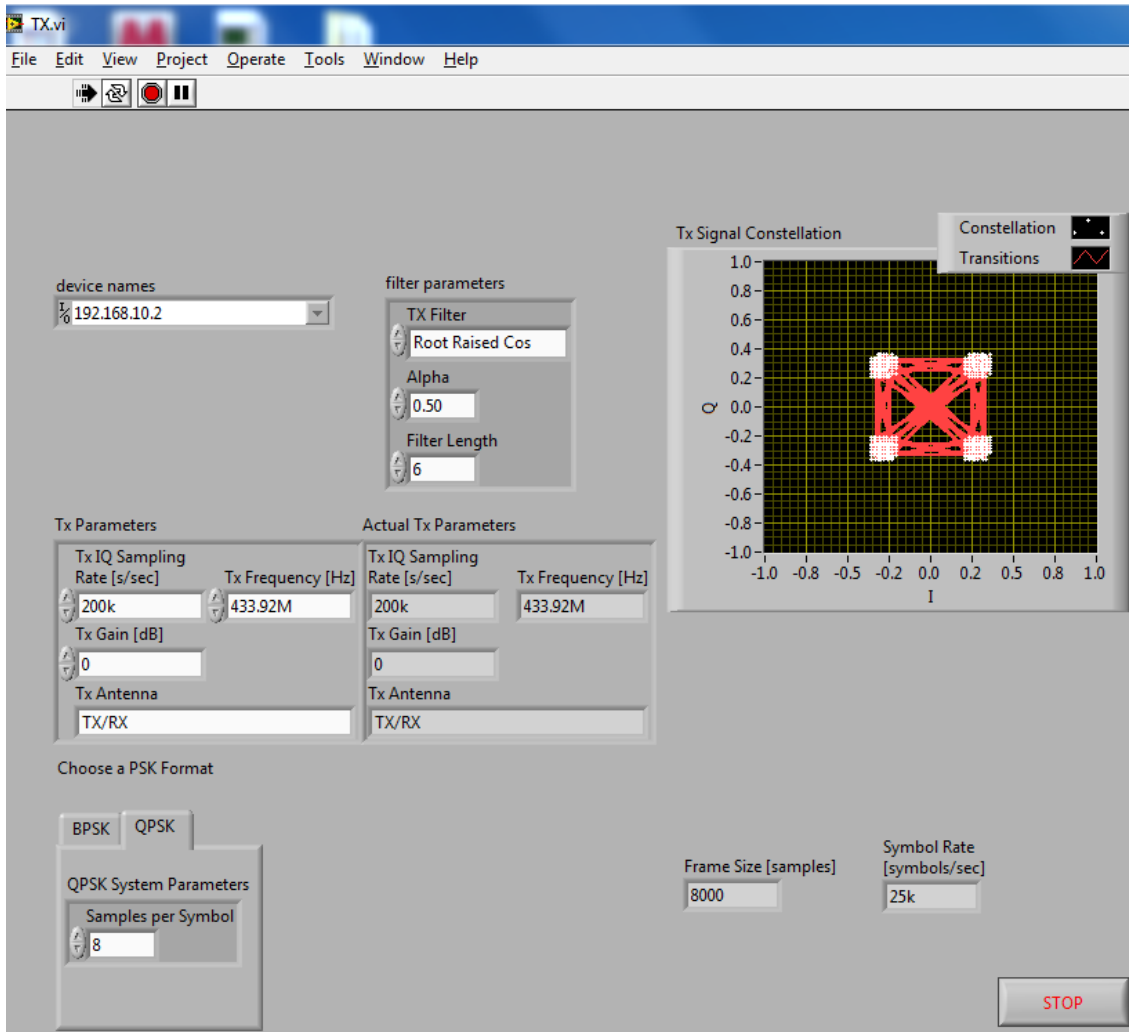 TX.vi
File Edit View Project Operate Tools Window Help
device names
192.168.10.2
filter parameters
TX Filter
Root Raised Cos
Alpha
0.50
Filter Length
6
Tx Signal Constellation
Constellation
Transitions
1.0
0.8
0.6
0.4
0.2
0.0
-0.2
-0.4
-0.6
-0.8
-1.0
Q
-1.0 -0.8 -0.5 -0.2 0.0 0.2 0.5 0.8 1.0
I
Tx Parameters
Tx IQ Sampling
Rate [s/sec] Tx Frequency [Hz]
200k 433.92M
Tx Gain [dB]
0
Tx Antenna
TX/RX
Actual Tx Parameters
Tx IQ Sampling
Rate [s/sec] Tx Frequency [Hz]
200k 433.92M
Tx Gain [dB]
0
Tx Antenna
TX/RX
Choose a PSK Format
BPSK QPSK
QPSK System Parameters
Samples per Symbol
8
Frame Size [samples]
8000
Symbol Rate
[symbols/sec]
25k
STOP